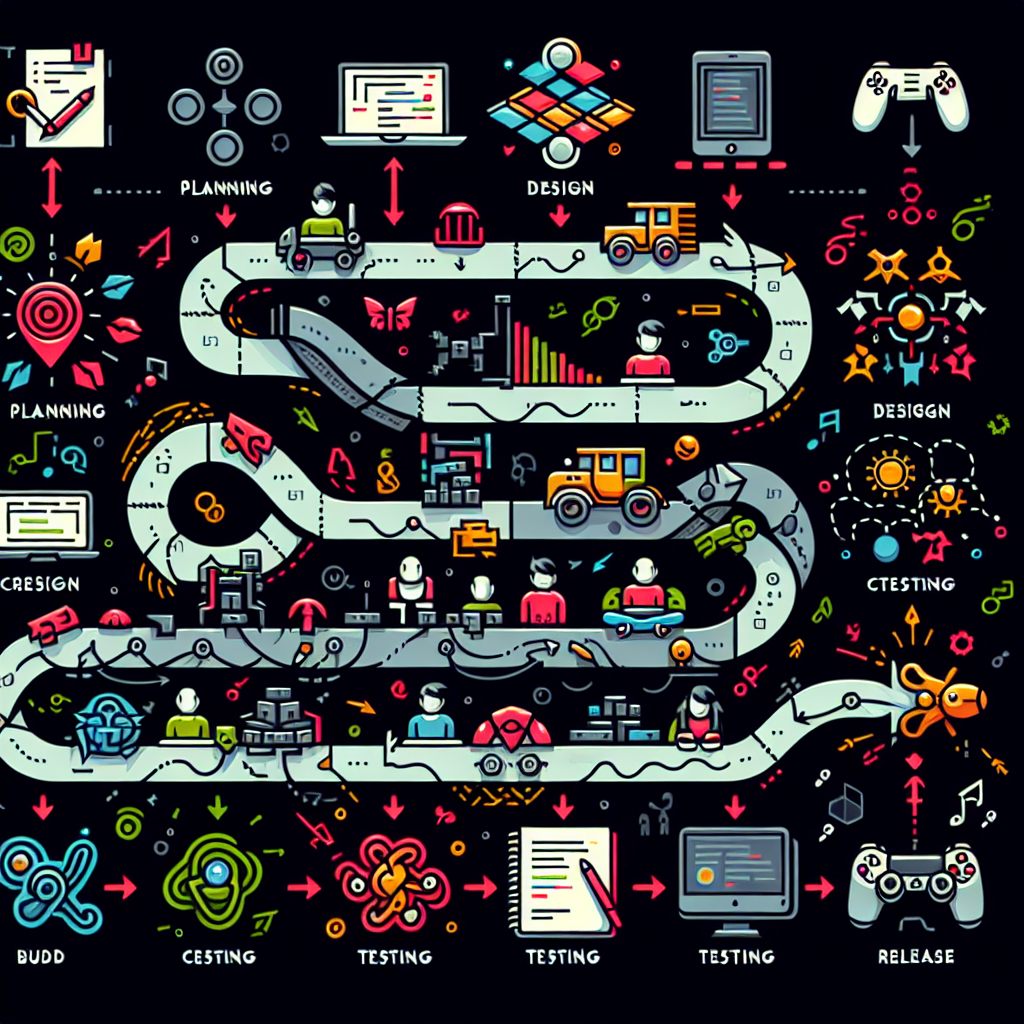 PLANNING
DESIGN
PLANNING
DESIGGN
CRESIGN
CTESTING
BUDD
CESTING
TESTING
TESTING
TESTING
RELEASE